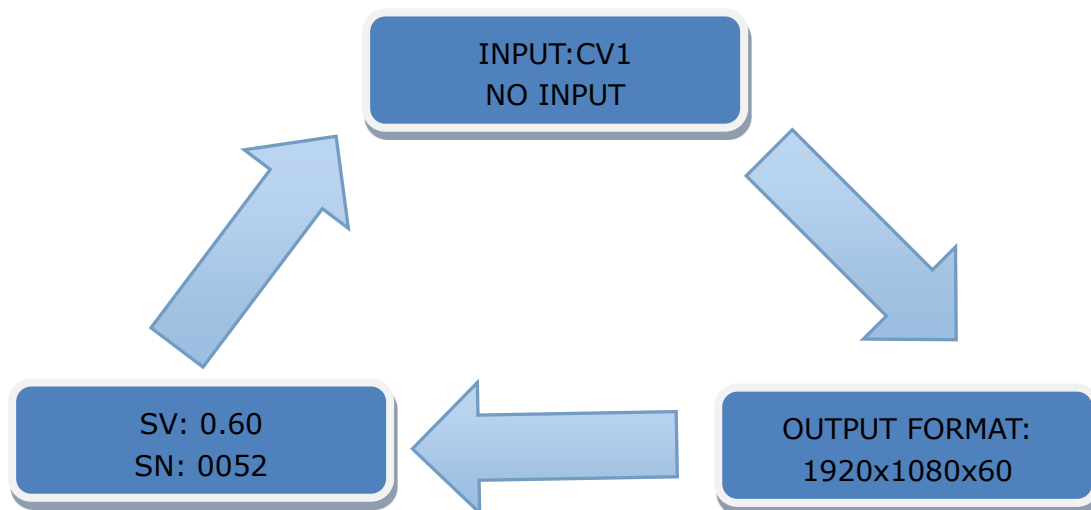 INPUT:CV1
NO INPUT
OUTPUT FORMAT:
1920x1080x60
SV: 0.60
SN: 0052